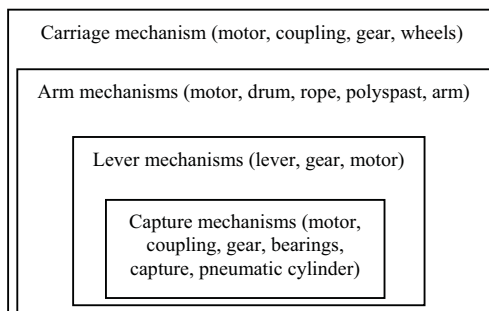 Carriage mechanism (motor, coupling, gear, wheels)
Arm mechanisms (motor, drum, rope, polyspast, arm)
Lever mechanisms (lever, gear, motor)
Capture mechanisms (motor,
coupling, gear, bearings,
capture, pneumatic cylinder)